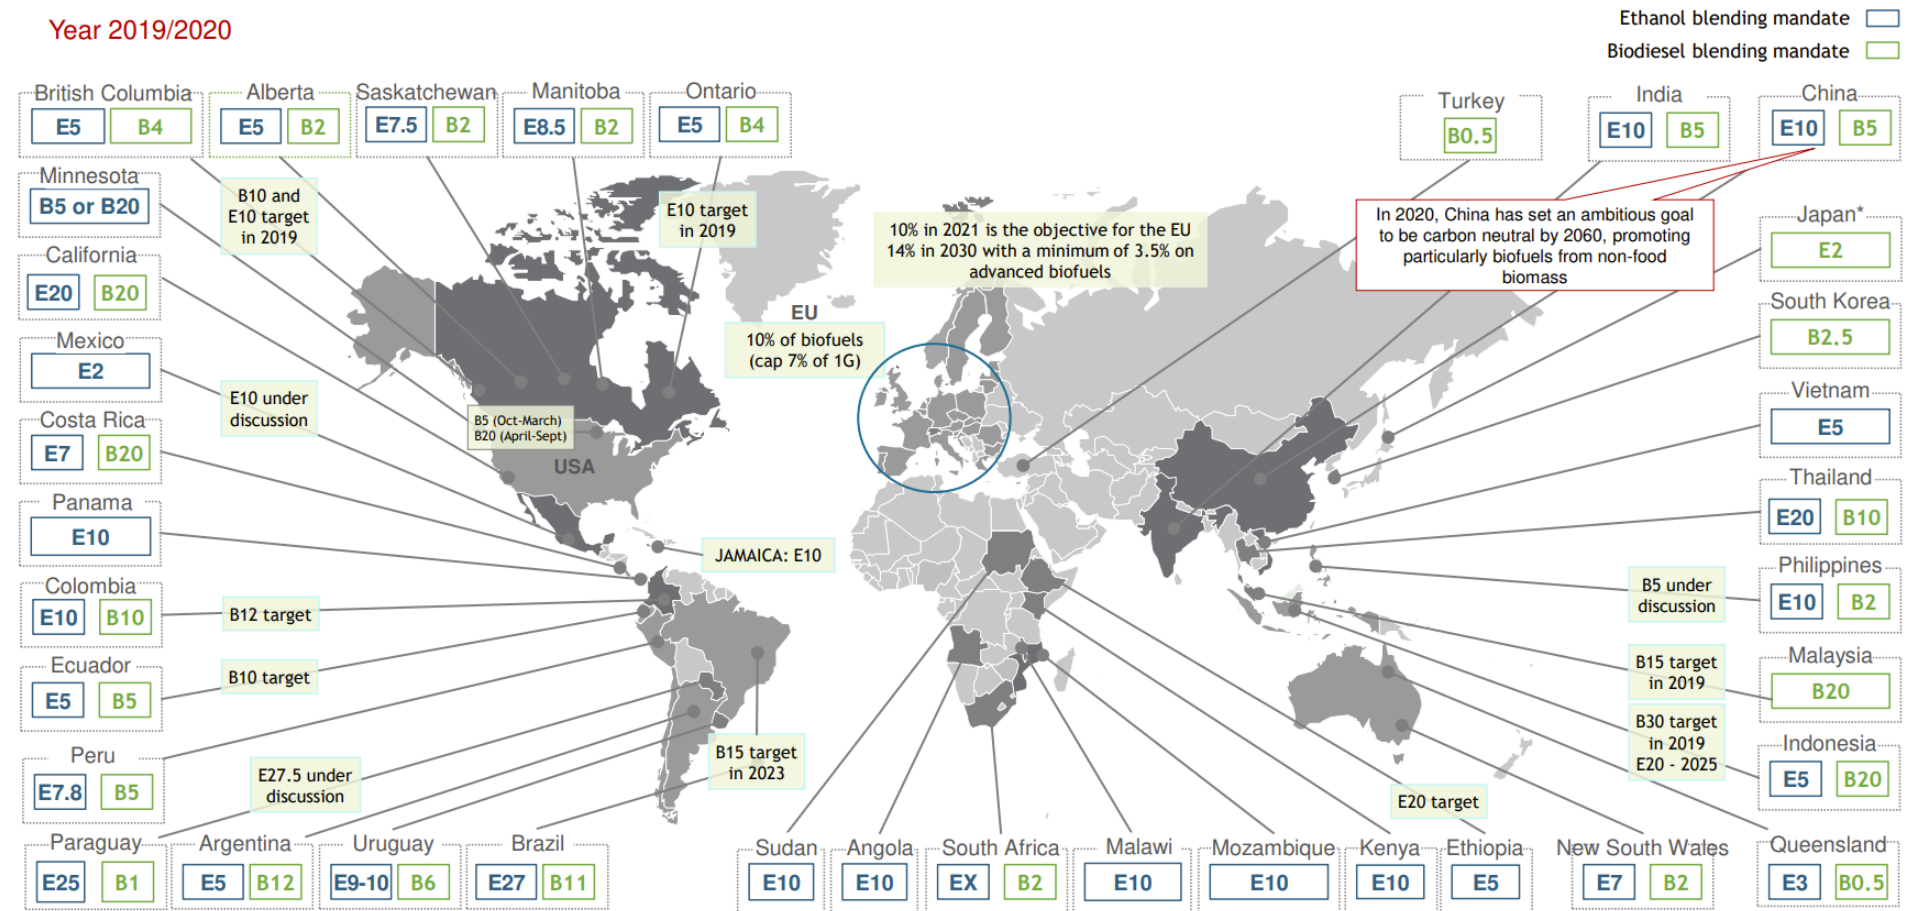 Year 2019/2020
Ethanol blending mandate
Biodiesel blending mandate
British Columbia
E5 B4
Alberta
E5 B2
Saskatchewan
E7.5 B2
Manitoba
E8.5 B2
Ontario
E5 B4
Turkey
B0.5
India
E10 B5
China
E10 B5
Minnesota
B5 or B20
California
E20 B20
Mexico
E2
Costa Rica
E7 B20
Panama
E10
Colombia
E10 B10
Ecuador
E5 B5
Peru
E7.8 B5
B10 and
E10 target
in 2019
E10 target
in 2019
10% in 2021 is the objective for the EU
14% in 2030 with a minimum of 3.5% on
advanced biofuels
In 2020, China has set an ambitious goal
to be carbon neutral by 2060, promoting
particularly biofuels from non-food
biomass
EU
10% of biofuels
(cap 7% of 1G)
E10 under
discussion
B5 (Oct-March)
B20 (April-Sept)
USA
JAMAICA: E10
B12 target
B10 target
E27.5 under
discussion
B15 target
in 2023
Japan*
E2
South Korea
B2.5
Vietnam
E5
Thailand
E20 B10
Philippines
E10 B2
B5 under
discussion
Malaysia
B20
B15 target
in 2019
Indonesia
E5 B20
B30 target
in 2019
E20 - 2025
E20 target
Paraguay
E25 B1
Argentina
E5 B12
Uruguay
E9-10 B6
Brazil
E27 B11
Sudan
E10
Angola
E10
South Africa
EX B2
Malawi
E10
Mozambique
E10
Kenya
E10
Ethiopia
E5
New South Wales
E7 B2
Queensland
E3 B0.5